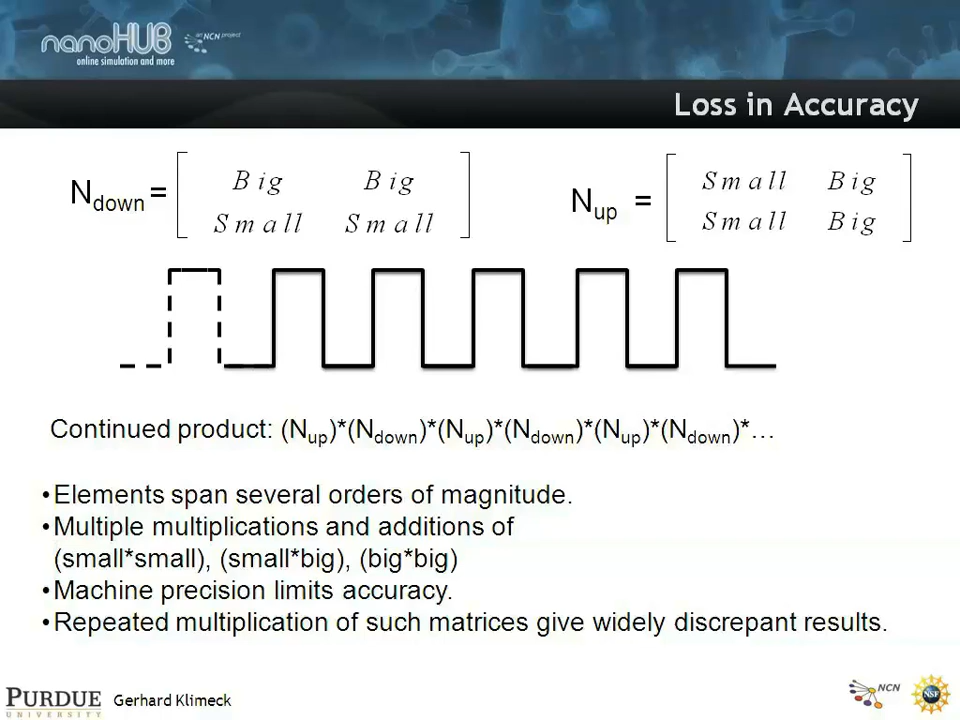 nanoHUB
an NCN project
online simulation and more
Loss in Accuracy
N_down = [ Big Big
Small Small ]
N_up = [ Small Big
Small Big ]
Continued product: (N_up)*(N_down)*(N_up)*(N_down)*(N_up)*(N_down)*…
•Elements span several orders of magnitude.
•Multiple multiplications and additions of
(small*small), (small*big), (big*big)
•Machine precision limits accuracy.
•Repeated multiplication of such matrices give widely discrepant results.
PURDUE
UNIVERSITY
Gerhard Klimeck
NCN
NSF